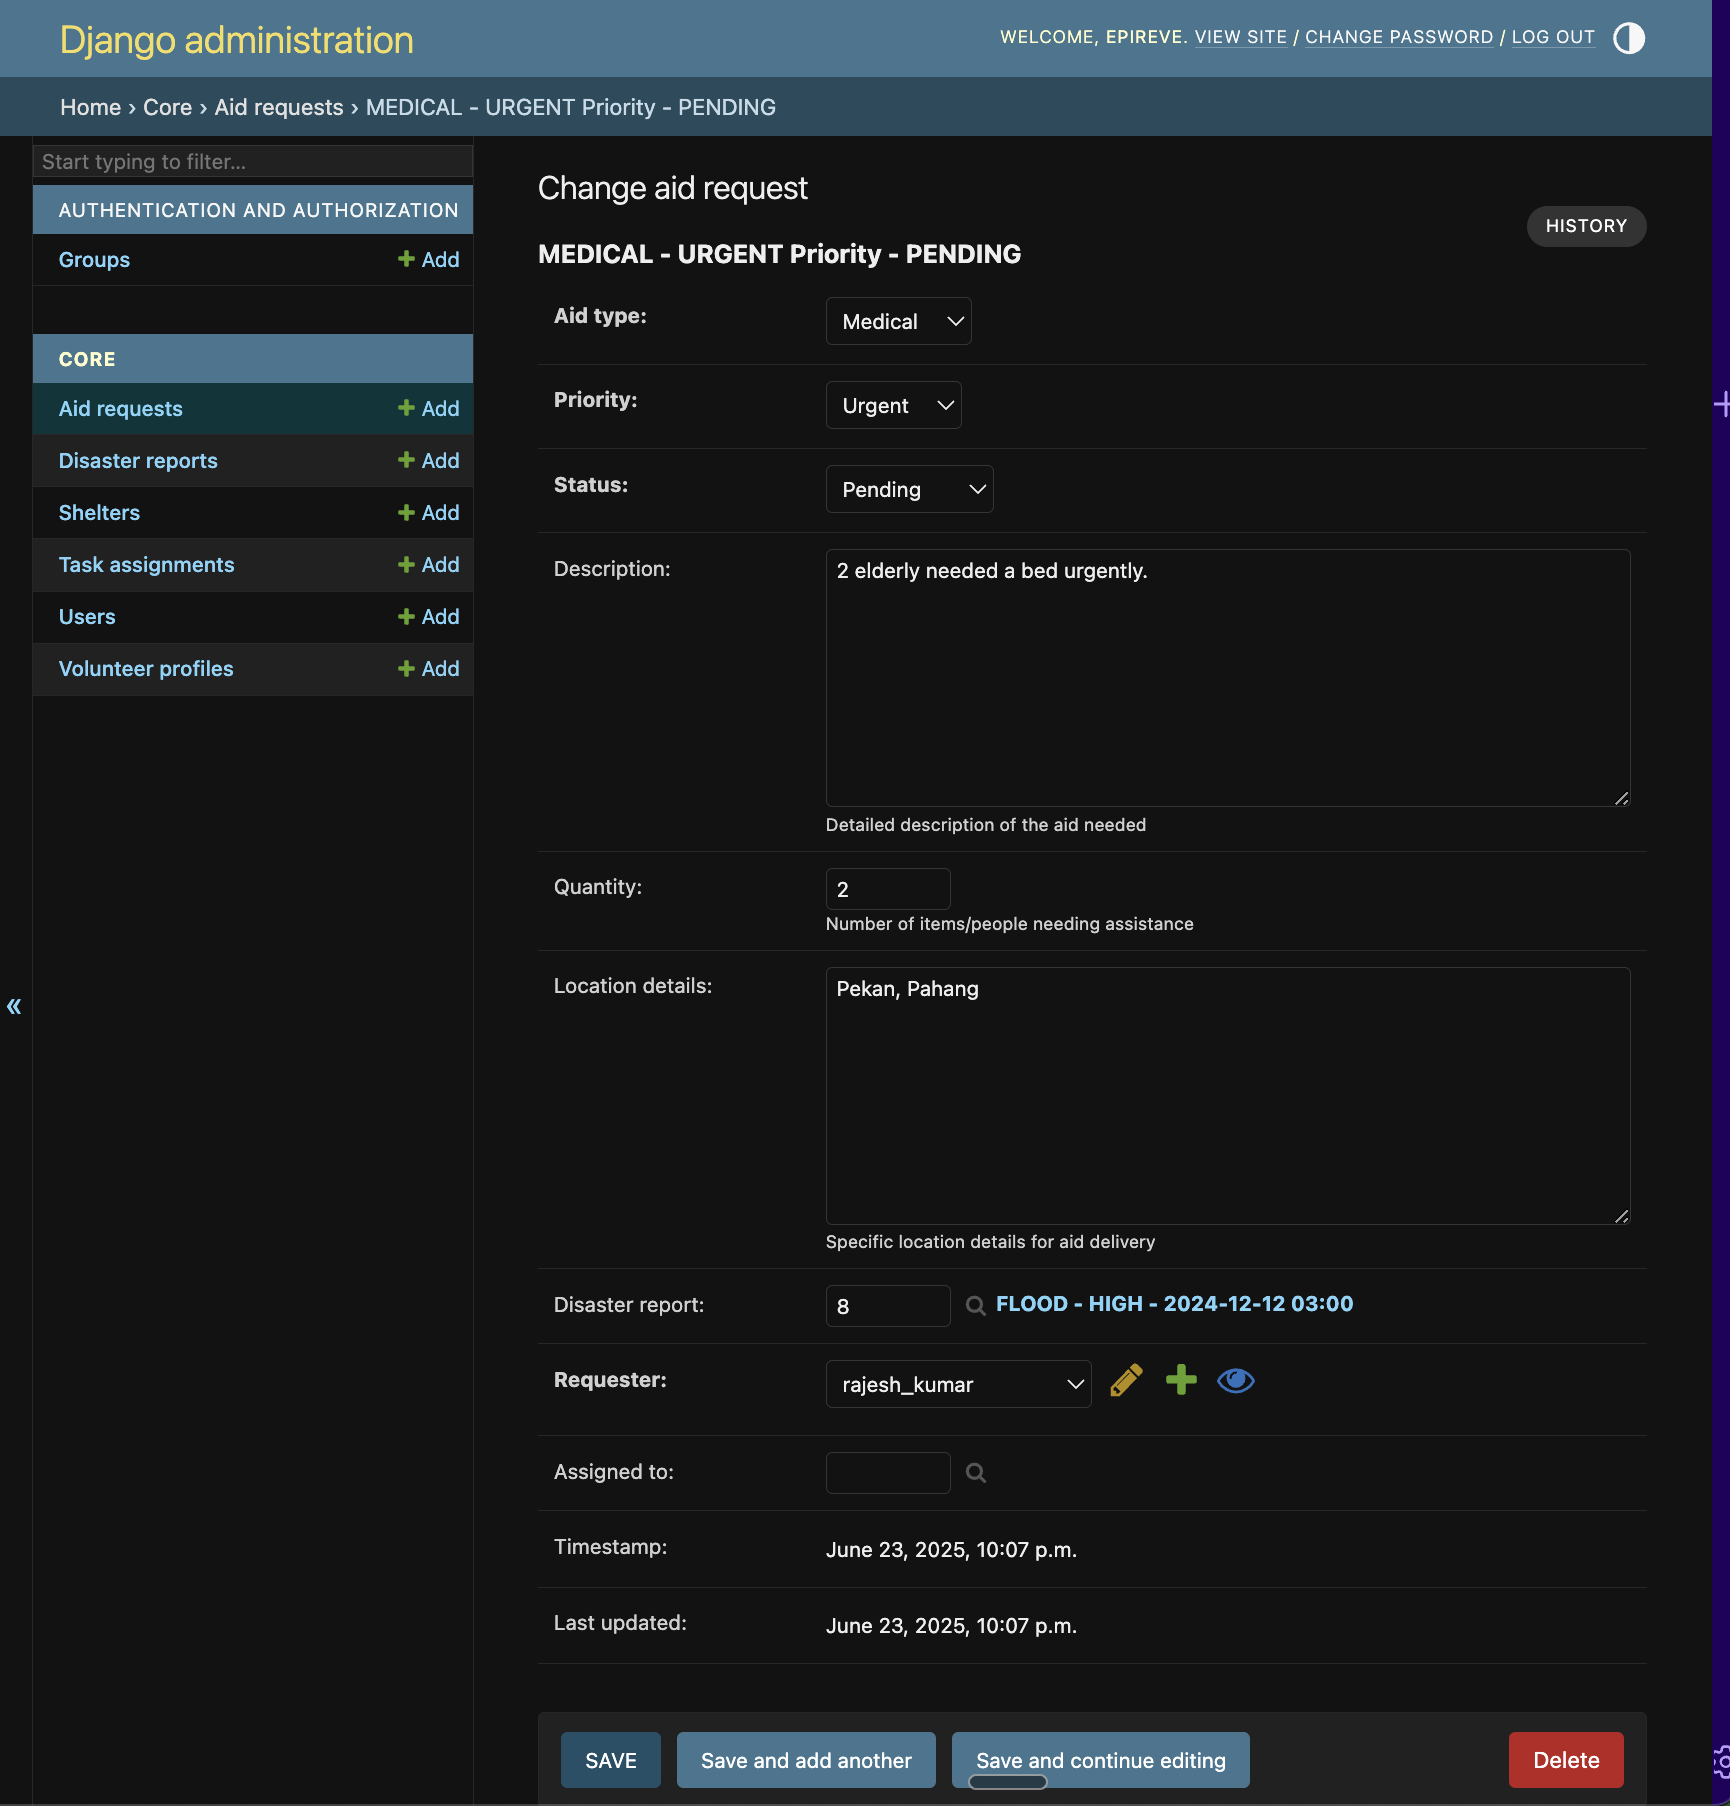 Django administration
WELCOME, EPIREVE. VIEW SITE / CHANGE PASSWORD / LOG OUT
Home › Core › Aid requests › MEDICAL - URGENT Priority - PENDING
Start typing to filter...
AUTHENTICATION AND AUTHORIZATION
Groups Add
CORE
Aid requests Add
Disaster reports Add
Shelters Add
Task assignments Add
Users Add
Volunteer profiles Add
«
Change aid request
HISTORY
MEDICAL - URGENT Priority - PENDING
Aid type: Medical
Priority: Urgent
Status: Pending
Description: 2 elderly needed a bed urgently.
Detailed description of the aid needed
Quantity: 2
Number of items/people needing assistance
Location details: Pekan, Pahang
Specific location details for aid delivery
Disaster report: 8 FLOOD - HIGH - 2024-12-12 03:00
Requester: rajesh_kumar
Assigned to:
Timestamp: June 23, 2025, 10:07 p.m.
Last updated: June 23, 2025, 10:07 p.m.
SAVE Save and add another Save and continue editing Delete